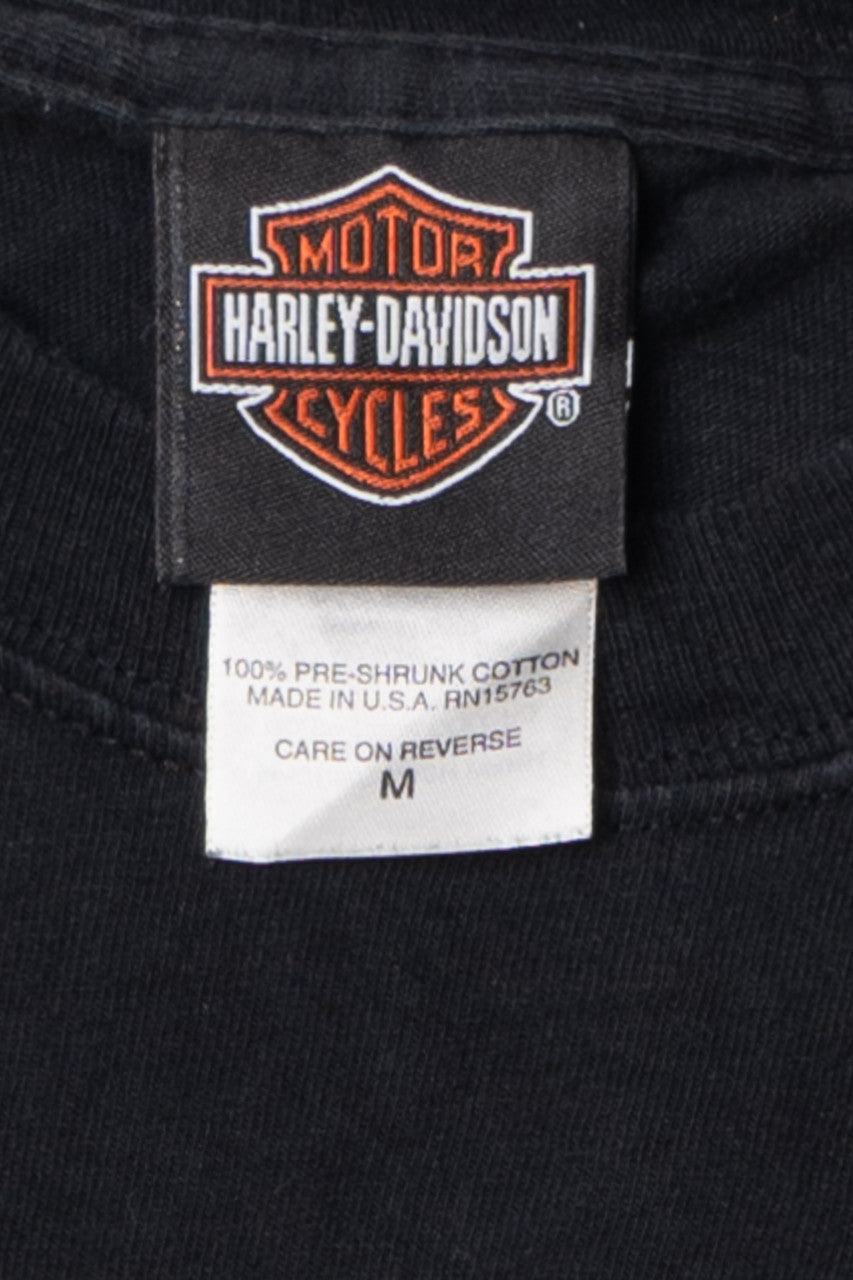 MOTOR
HARLEY-DAVIDSON
CYCLES
®
100% PRE-SHRUNK COTTON
MADE IN U.S.A. RN15763
CARE ON REVERSE
M